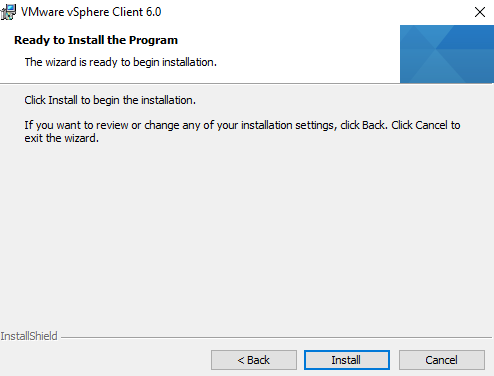 VMware vSphere Client 6.0
Ready to Install the Program
The wizard is ready to begin installation.
Click Install to begin the installation.
If you want to review or change any of your installation settings, click Back. Click Cancel to
exit the wizard.
InstallShield
< Back
Install
Cancel